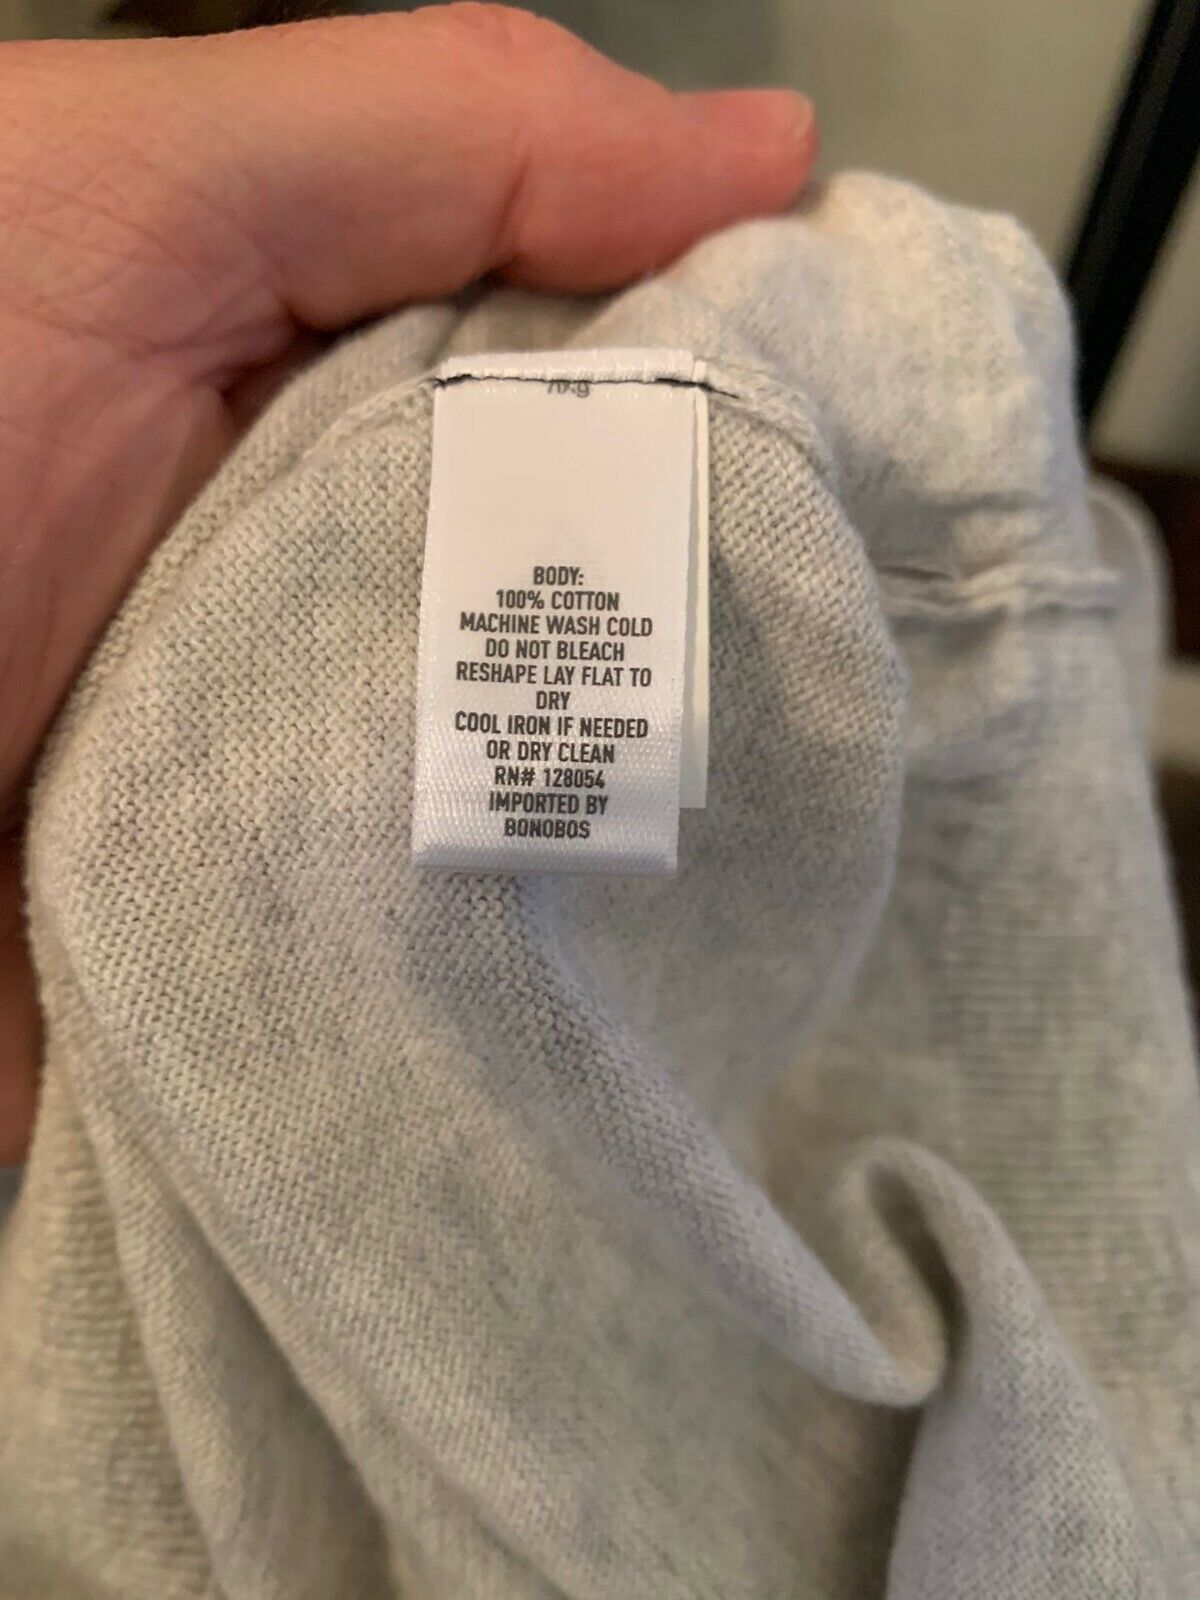 BODY:
100% COTTON
MACHINE WASH COLD
DO NOT BLEACH
RESHAPE LAY FLAT TO
DRY
COOL IRON IF NEEDED
OR DRY CLEAN
RN# 128054
IMPORTED BY
BONOBOS